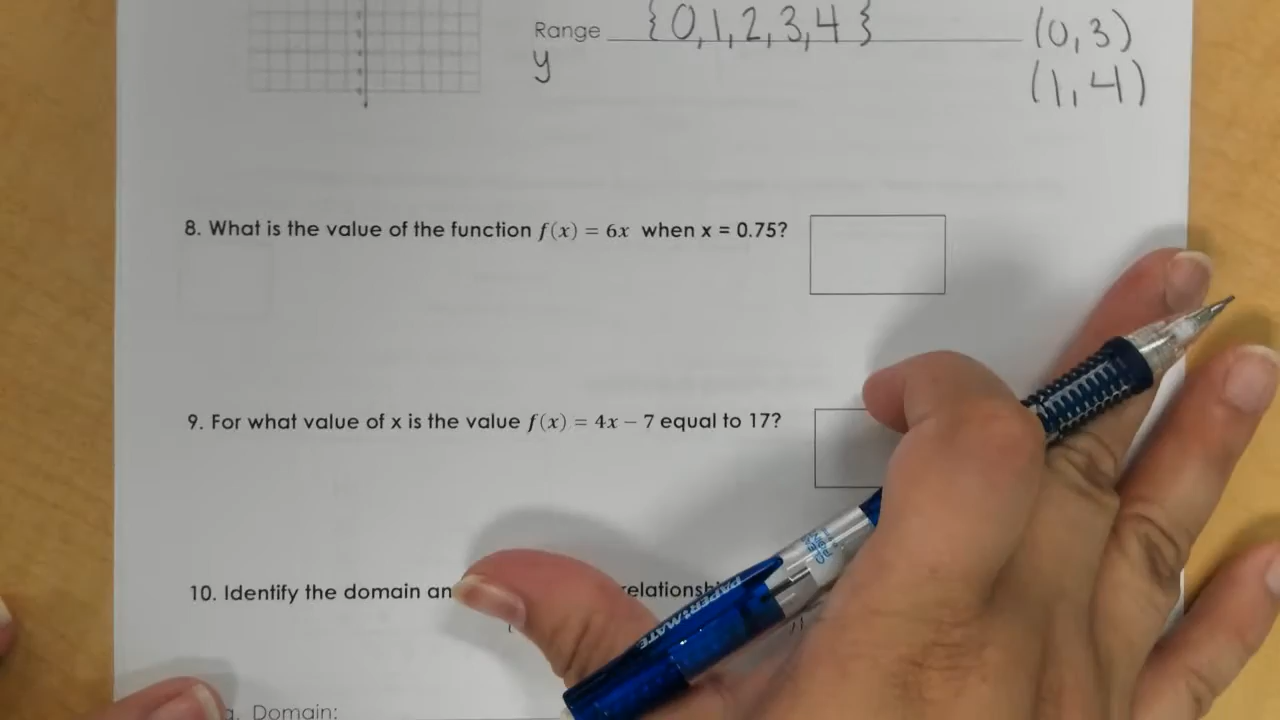 Range {0,1,2,3,4}
y
(0,3)
(1,4)
8. What is the value of the function f(x) = 6x when x = 0.75?
9. For what value of x is the value f(x) = 4x − 7 equal to 17?
10. Identify the domain
PAPER MATE
a. Domain: